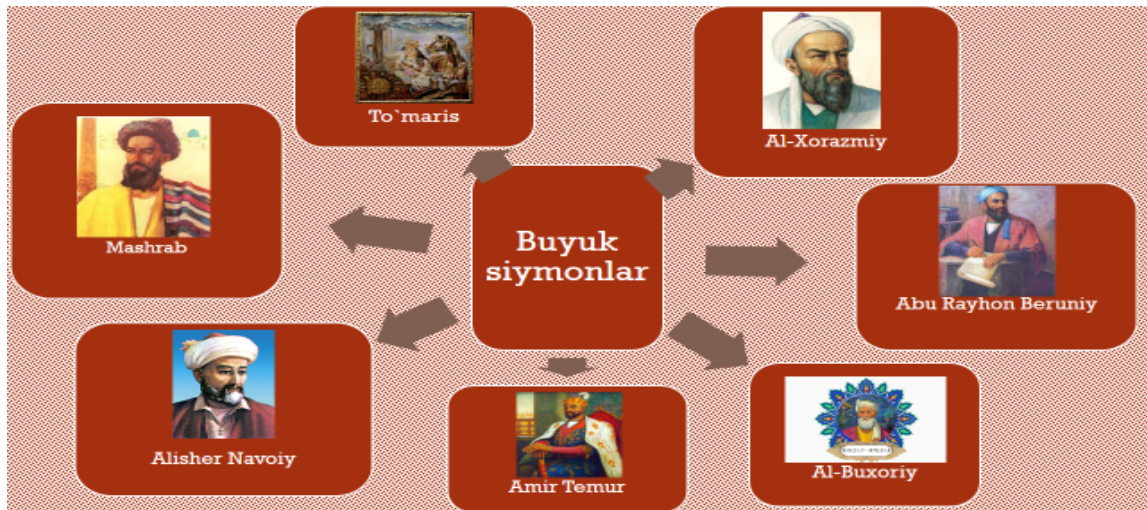 To`maris
Al-Xorazmiy
Mashrab
Buyuk
siymonlar
Abu Rayhon Beruniy
Alisher Navoiy
Amir Temur
Al-Buxoriy